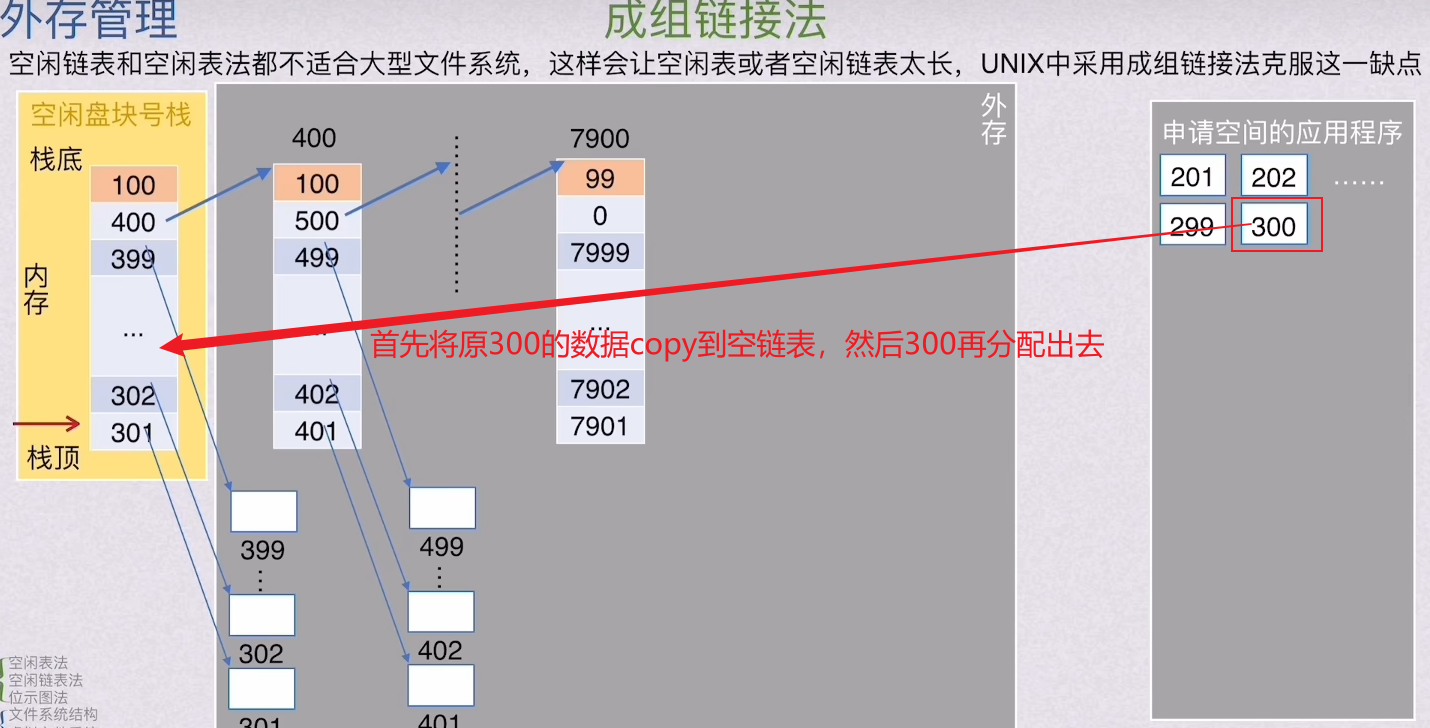 外存管理
成组链接法
空闲链表和空闲表法都不适合大型文件系统，这样会让空闲表或者空闲链表太长，UNIX中采用成组链接法克服这一缺点
空闲盘块号栈
栈底
100
400
399
...
302
301
内存
栈顶
400
100
500
499
402
401
7900
99
0
7999
...
7902
7901
外存
399
302
301
499
402
401
首先将原300的数据copy到空链表，然后300再分配出去
申请空间的应用程序
201 202 ......
299 300
空闲表法
空闲链表法
位示图法
文件系统结构